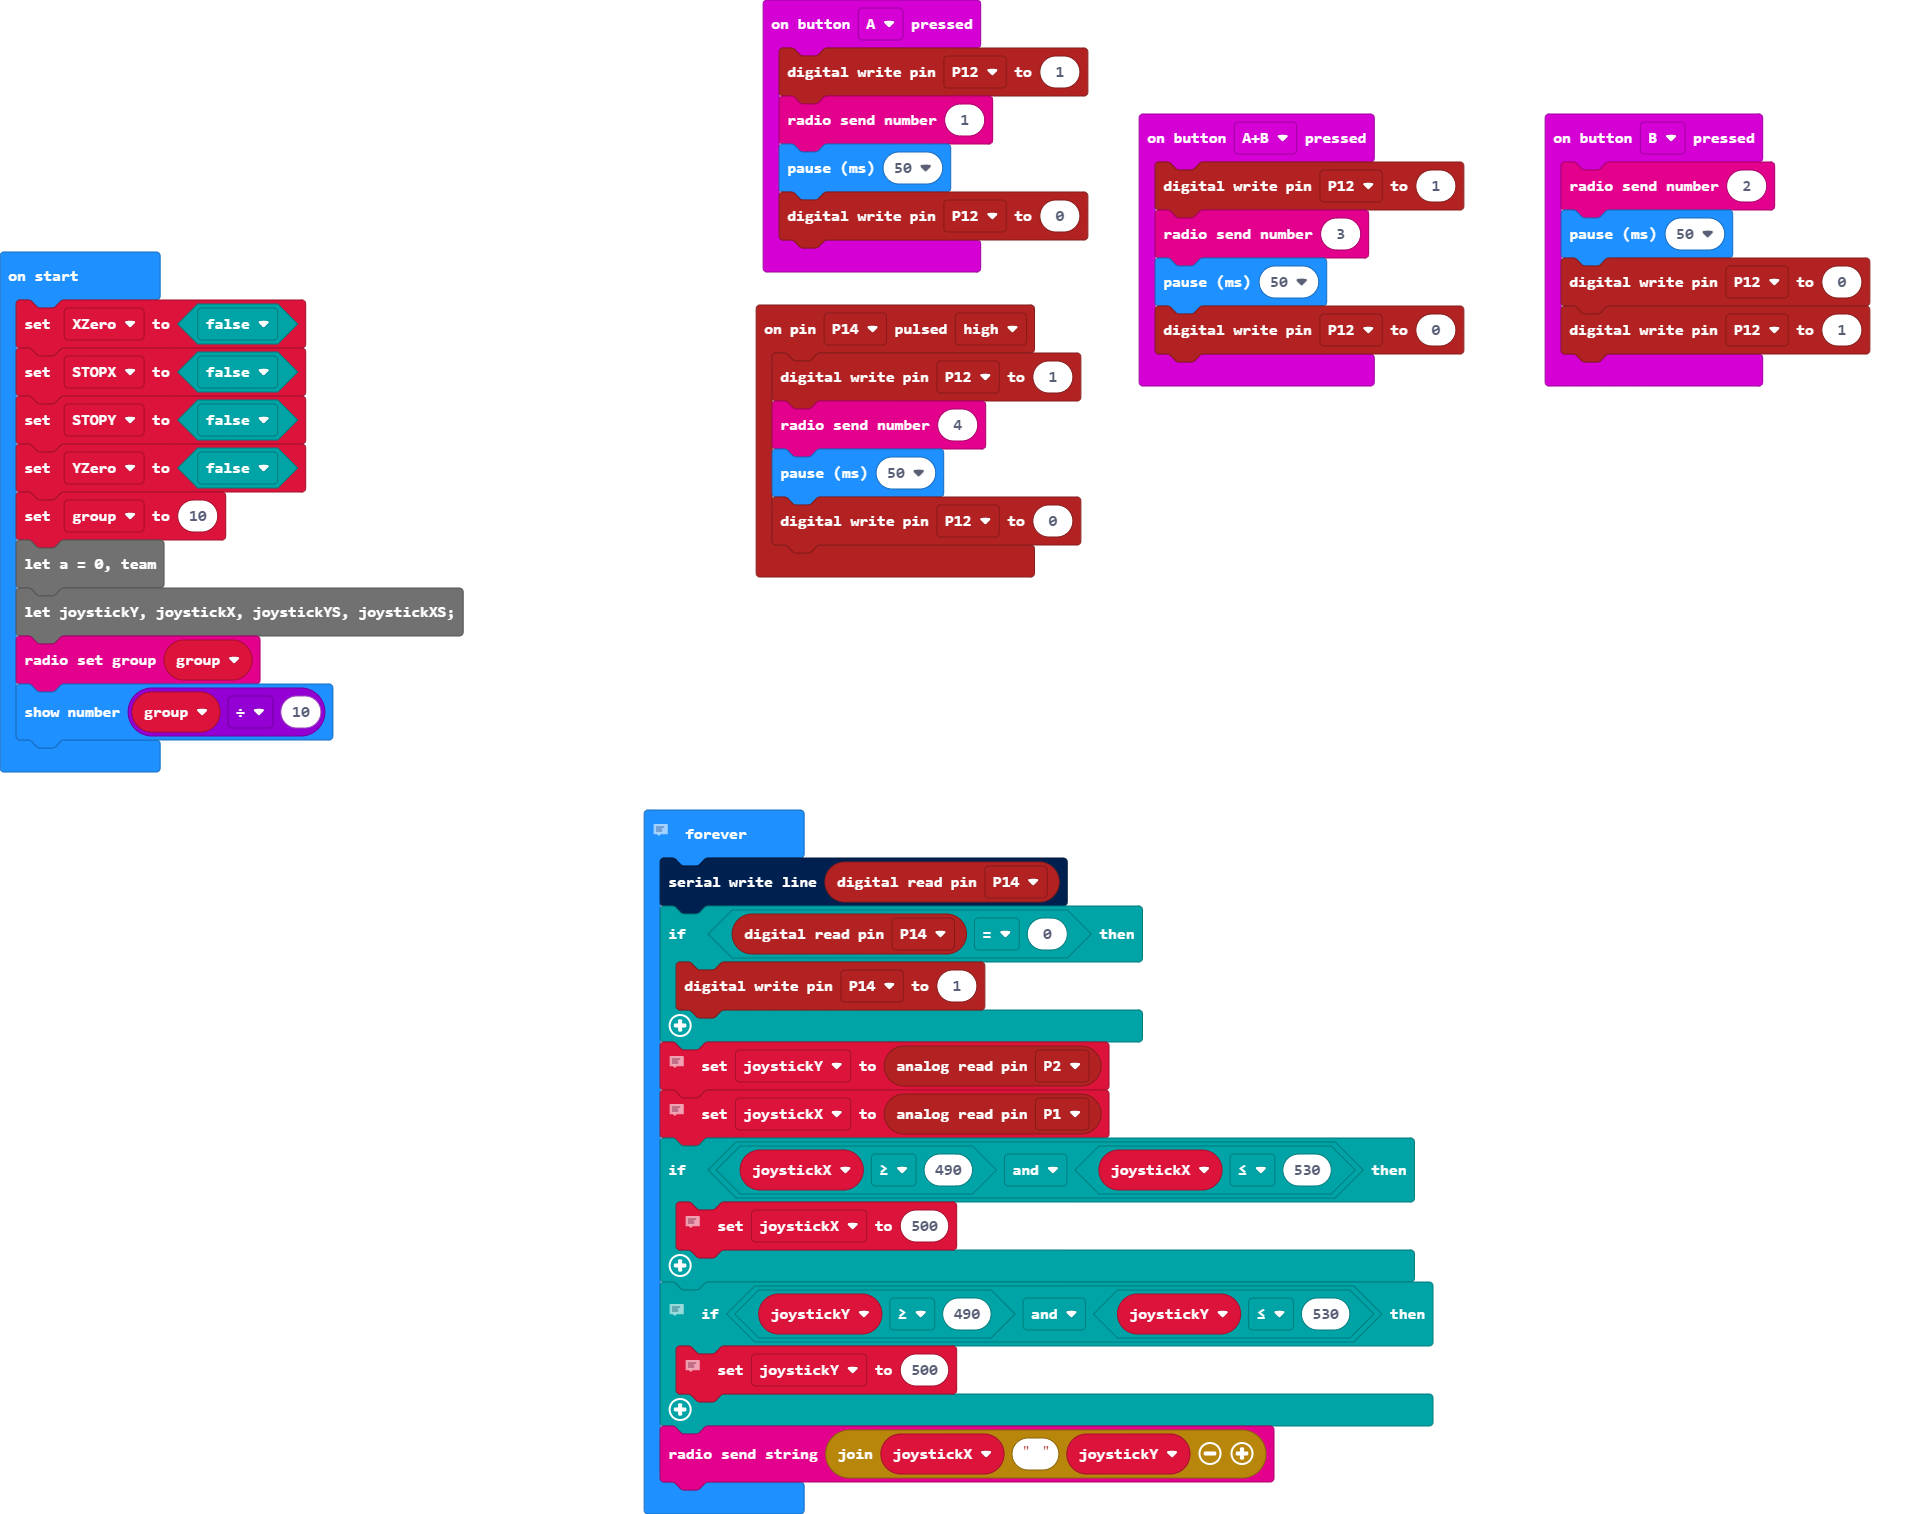 on start
set XZero to false
set STOPX to false
set STOPY to false
set YZero to false
set group to 10
let a = 0, team
let joystickY, joystickX, joystickYS, joystickXS;
radio set group group
show number group ÷ 10
on button A pressed
digital write pin P12 to 1
radio send number 1
pause (ms) 50
digital write pin P12 to 0
on pin P14 pulsed high
digital write pin P12 to 1
radio send number 4
pause (ms) 50
digital write pin P12 to 0
on button A+B pressed
digital write pin P12 to 1
radio send number 3
pause (ms) 50
digital write pin P12 to 0
on button B pressed
radio send number 2
pause (ms) 50
digital write pin P12 to 0
digital write pin P12 to 1
forever
serial write line digital read pin P14
if digital read pin P14 = 0 then
digital write pin P14 to 1
set joystickY to analog read pin P2
set joystickX to analog read pin P1
if joystickX ≥ 490 and joystickX ≤ 530 then
set joystickX to 500
if joystickY ≥ 490 and joystickY ≤ 530 then
set joystickY to 500
radio send string join joystickX " " joystickY